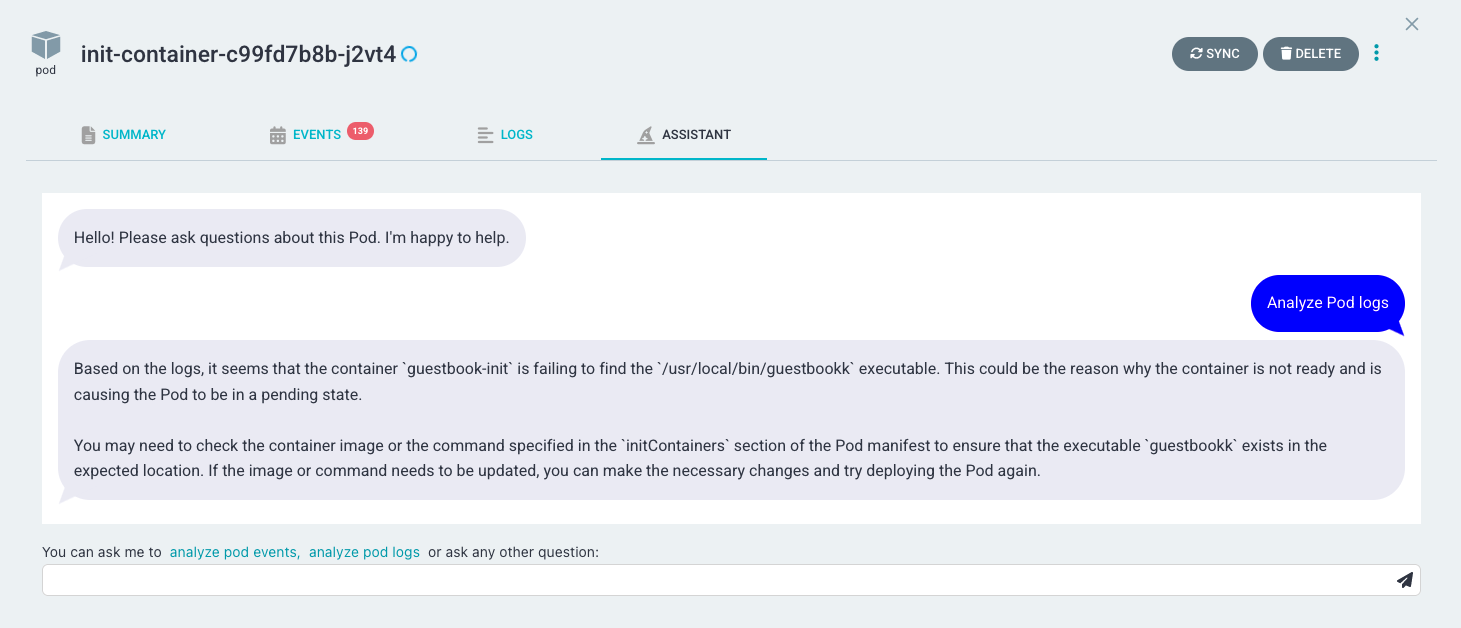 init-container-c99fd7b8b-j2vt4
pod
SYNC
DELETE
SUMMARY
EVENTS 139
LOGS
ASSISTANT
Hello! Please ask questions about this Pod. I'm happy to help.
Analyze Pod logs
Based on the logs, it seems that the container `guestbook-init` is failing to find the `/usr/local/bin/guestbookk` executable. This could be the reason why the container is not ready and is
causing the Pod to be in a pending state.
You may need to check the container image or the command specified in the `initContainers` section of the Pod manifest to ensure that the executable `guestbookk` exists in the
expected location. If the image or command needs to be updated, you can make the necessary changes and try deploying the Pod again.
You can ask me to analyze pod events, analyze pod logs or ask any other question: